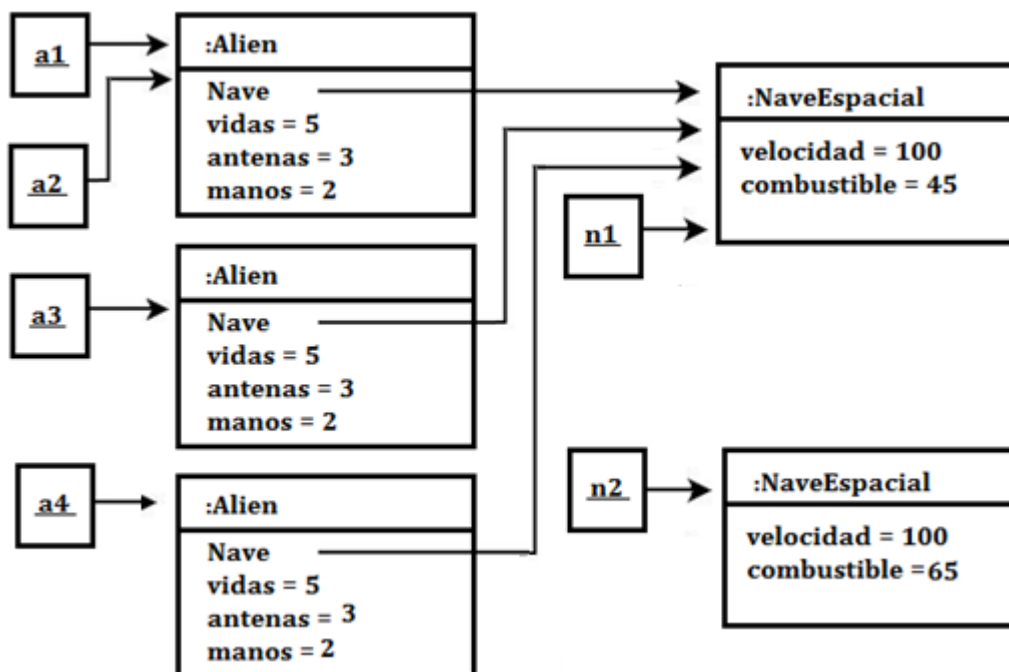 a1
:Alien
Nave
vidas = 5
antenas = 3
manos = 2
a2
:NaveEspacial
velocidad = 100
combustible = 45
n1
a3
:Alien
Nave
vidas = 5
antenas = 3
manos = 2
a4
:Alien
Nave
vidas = 5
antenas = 3
manos = 2
n2
:NaveEspacial
velocidad = 100
combustible =65